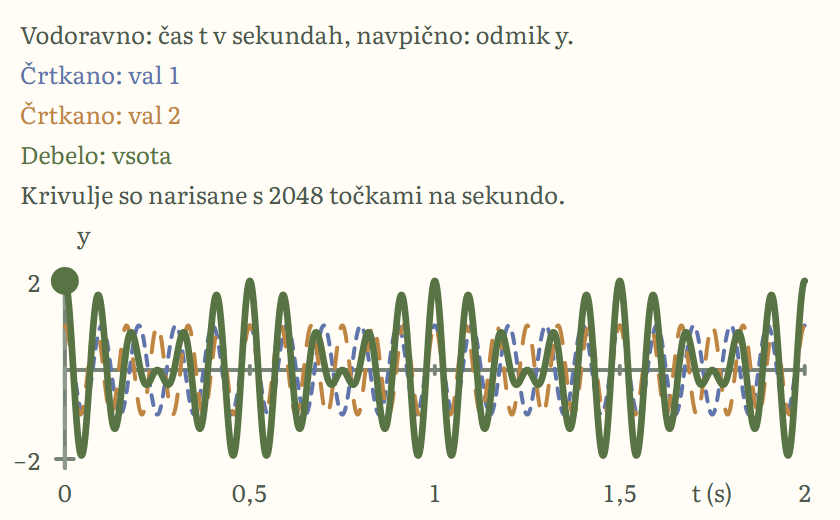 Vodoravno: čas t v sekundah, navpično: odmik y.
Črtkano: val 1
Črtkano: val 2
Debelo: vsota
Krivulje so narisane s 2048 točkami na sekundo.
y
2
−2
0 0,5 1 1,5 t (s) 2